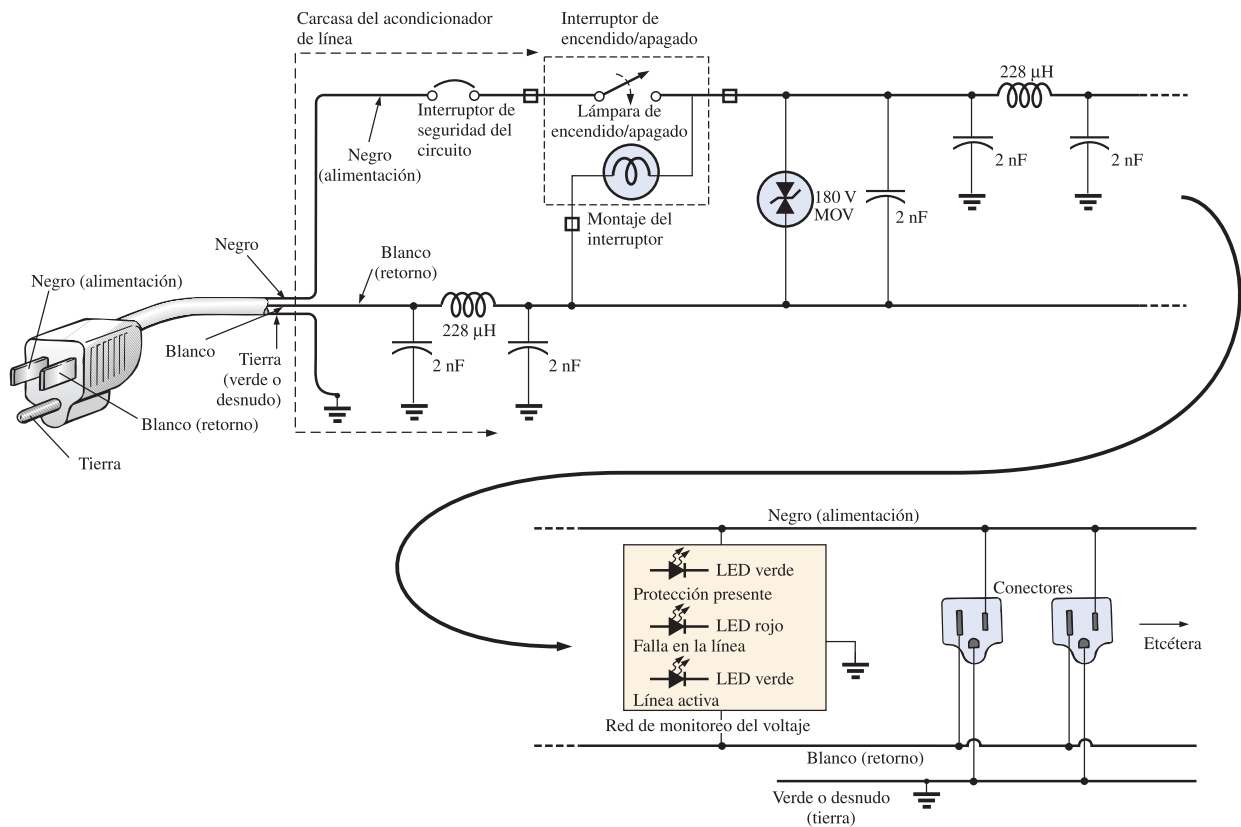 Carcasa del acondicionador
de línea
Interruptor de
encendido/apagado
228 μH
Interruptor de
seguridad del
circuito
Lámpara de
encendido/apagado
Negro
(alimentación)
2 nF
2 nF
180 V
MOV
2 nF
Montaje del
interruptor
Negro
Blanco
(retorno)
Negro (alimentación)
228 μH
Blanco
Tierra
(verde o
desnudo)
2 nF
2 nF
Blanco (retorno)
Tierra
Negro (alimentación)
LED verde
Protección presente
LED rojo
Falla en la línea
LED verde
Línea activa
Red de monitoreo del voltaje
Conectores
Etcétera
Blanco (retorno)
Verde o desnudo
(tierra)